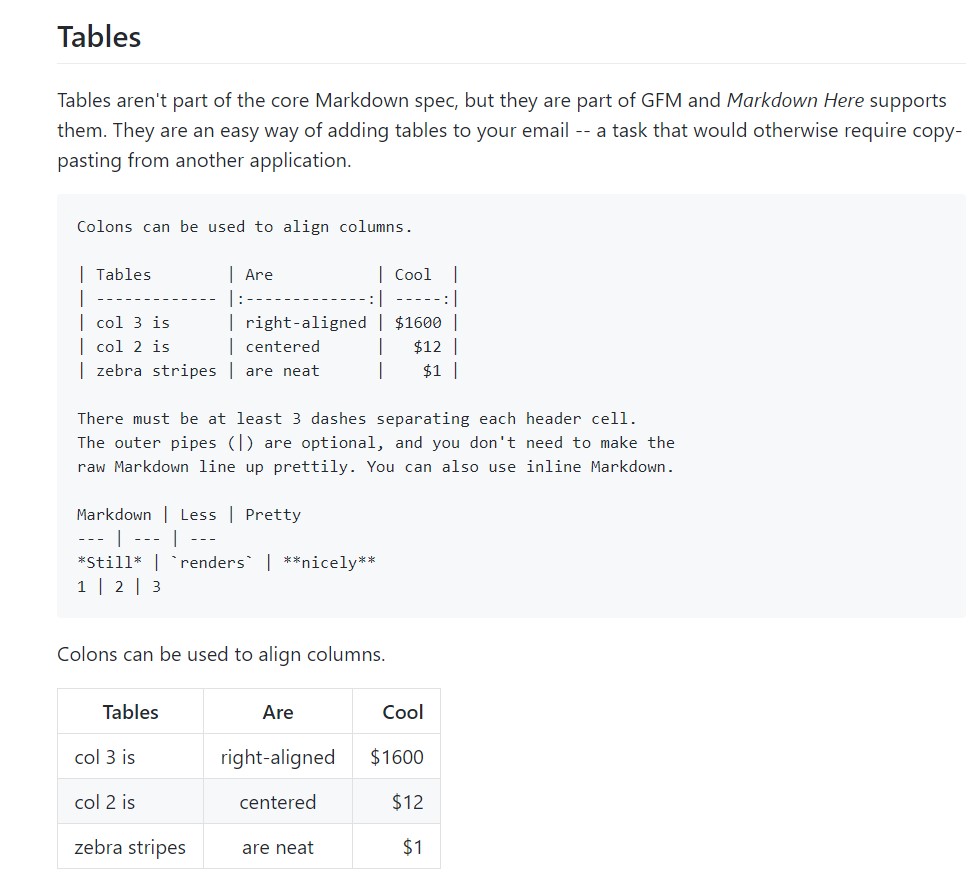 Tables
Tables aren't part of the core Markdown spec, but they are part of GFM and Markdown Here supports
them. They are an easy way of adding tables to your email -- a task that would otherwise require copy-
pasting from another application.
Colons can be used to align columns.
| Tables        | Are           | Cool  |
| ------------- |:-------------:| -----:|
| col 3 is      | right-aligned | $1600 |
| col 2 is      | centered      |   $12 |
| zebra stripes | are neat      |    $1 |
There must be at least 3 dashes separating each header cell.
The outer pipes (|) are optional, and you don't need to make the
raw Markdown line up prettily. You can also use inline Markdown.
Markdown | Less | Pretty
--- | --- | ---
*Still* | `renders` | **nicely**
1 | 2 | 3
Colons can be used to align columns.
Tables Are Cool
col 3 is right-aligned $1600
col 2 is centered $12
zebra stripes are neat $1